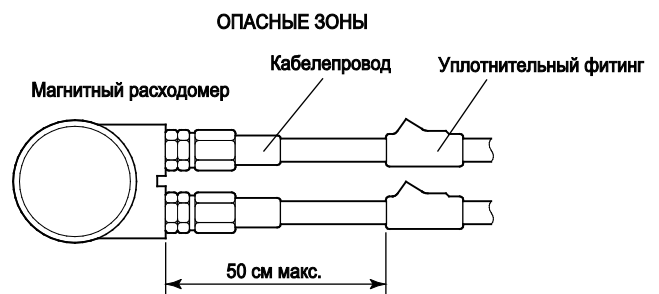 ОПАСНЫЕ ЗОНЫ
Кабелепровод
Уплотнительный фитинг
Магнитный расходомер
50 см макс.